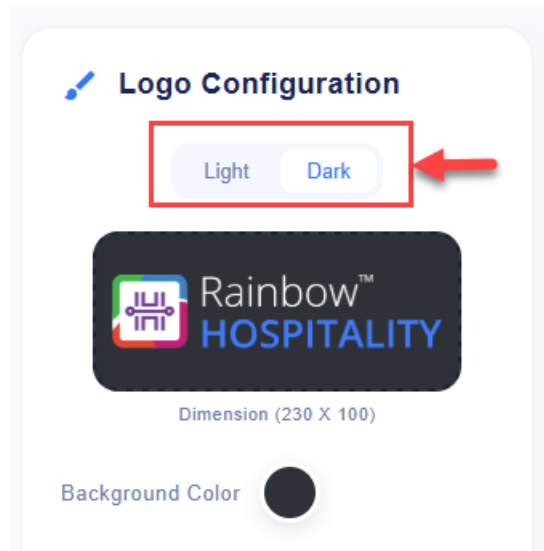 Logo Configuration
Light Dark
Rainbow™
HOSPITALITY
Dimension (230 X 100)
Background Color